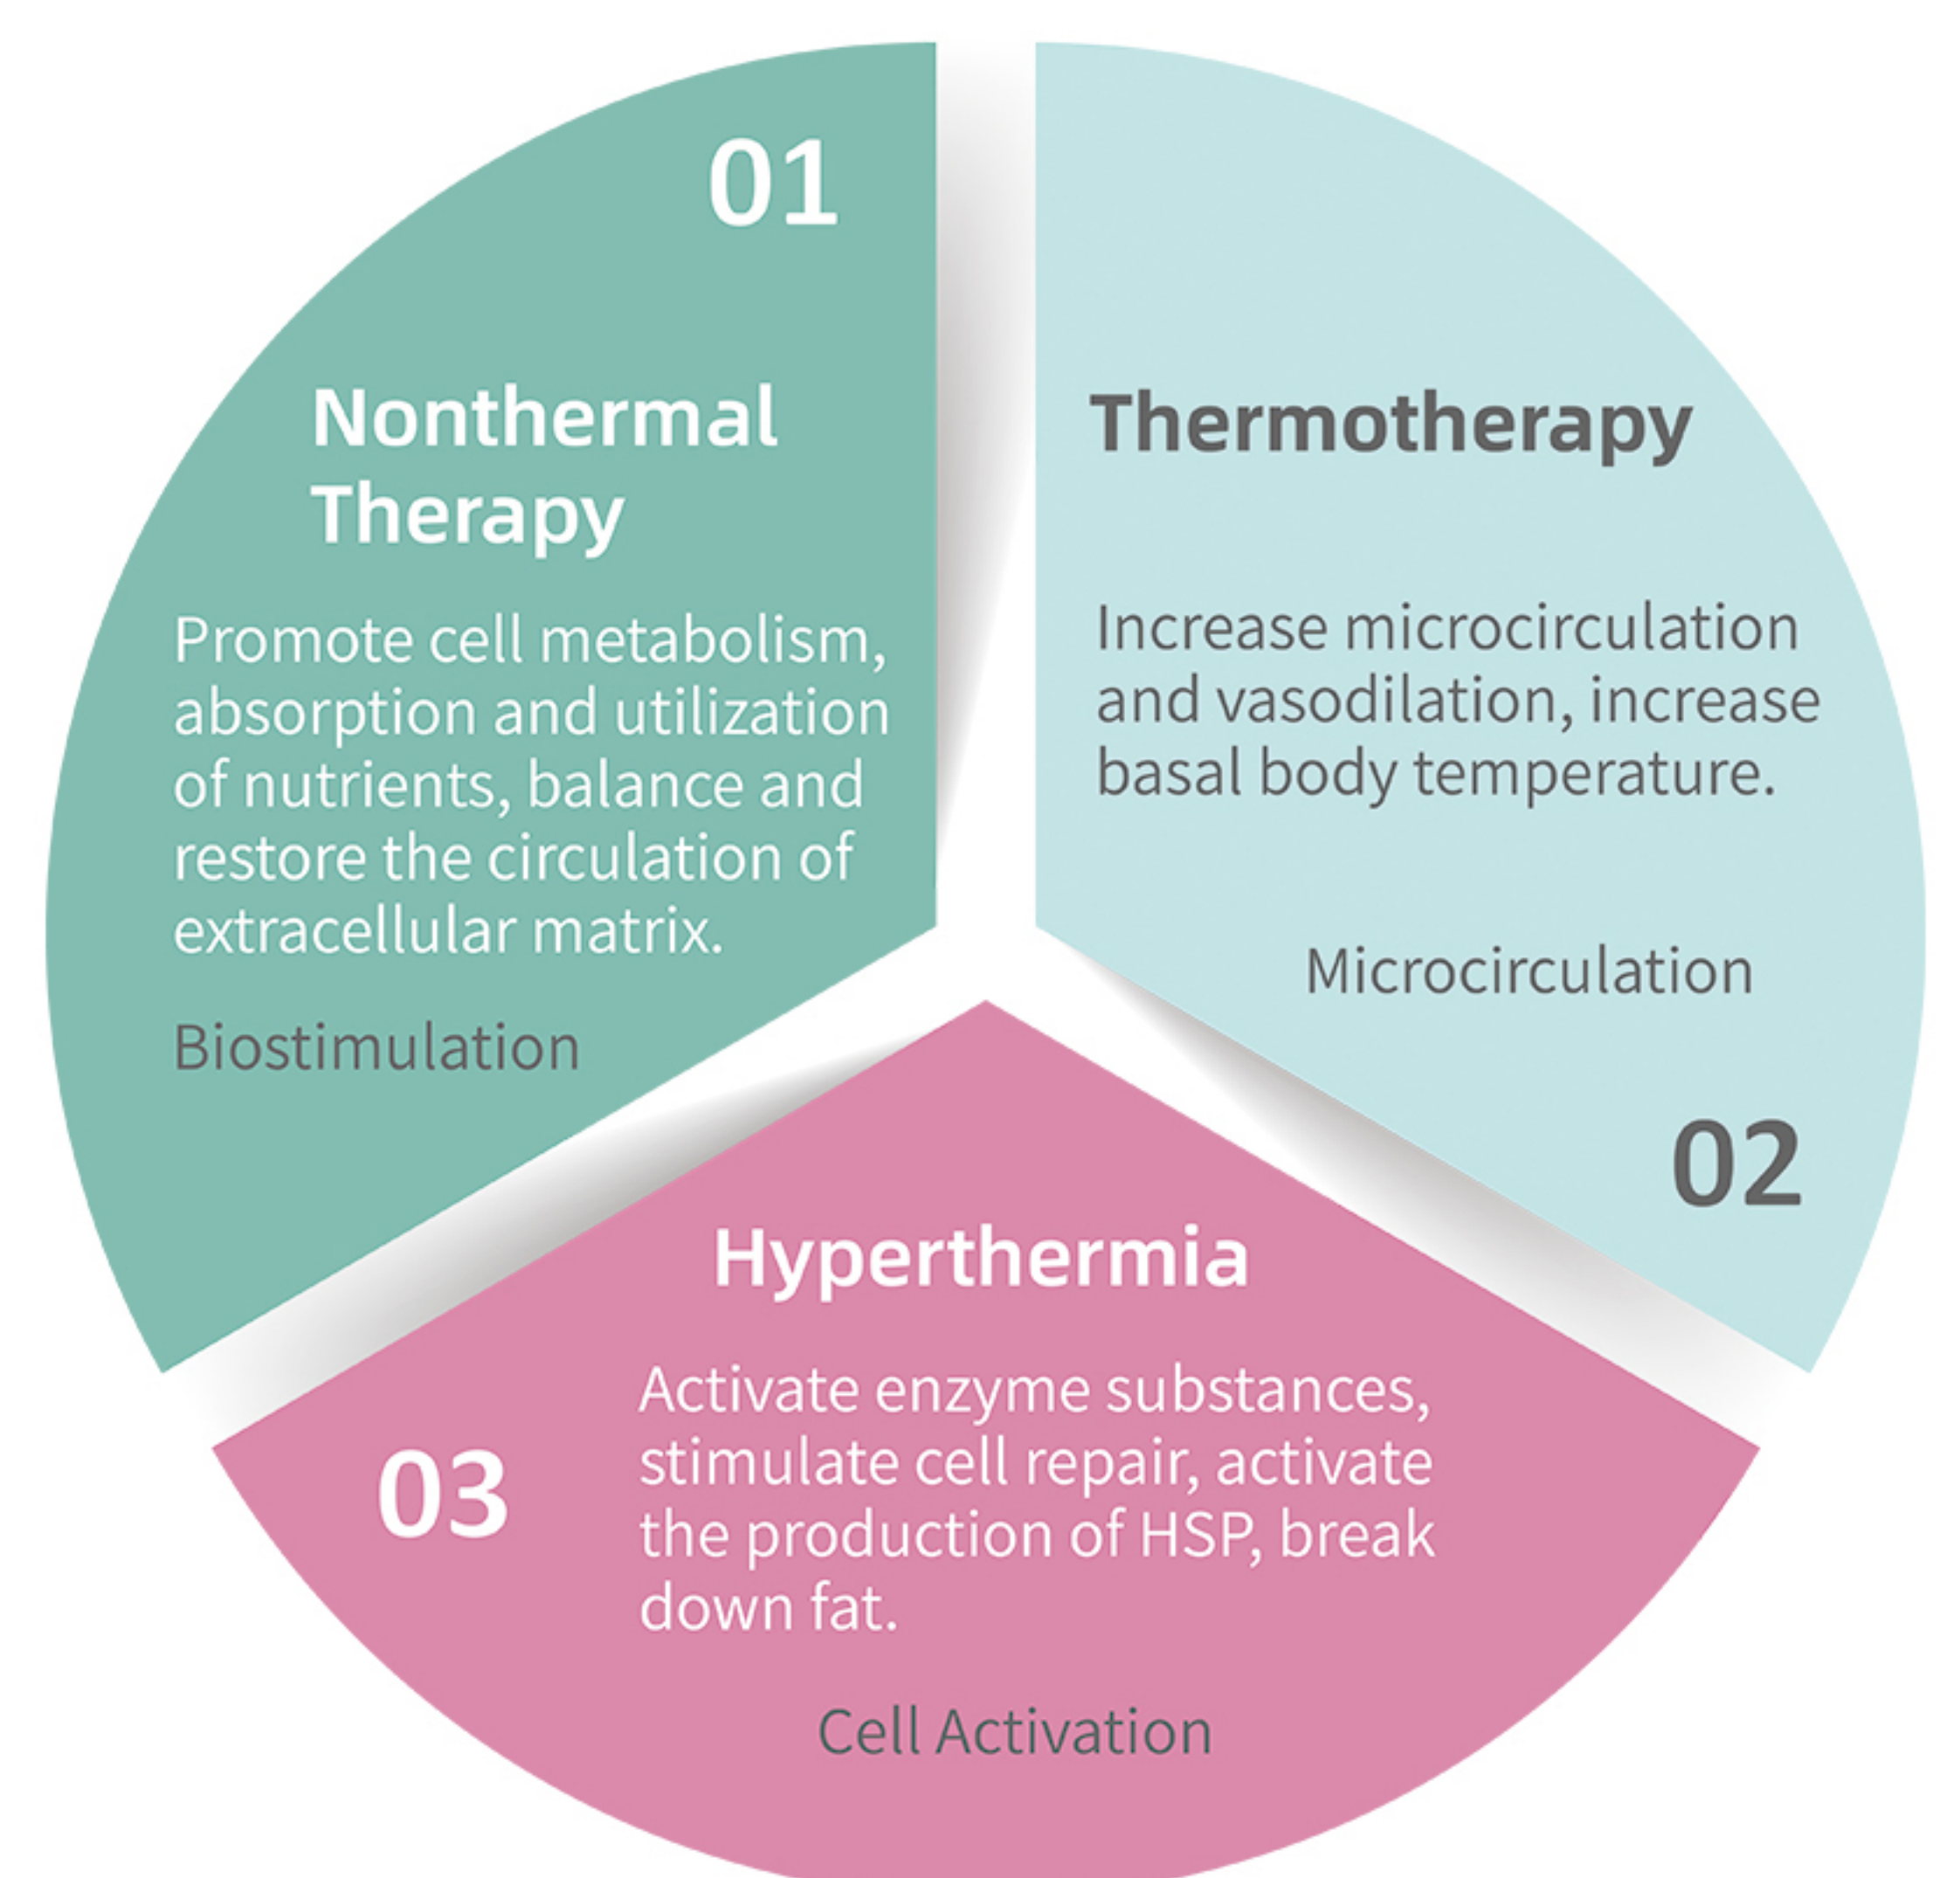 01
Nonthermal
Therapy
Promote cell metabolism,
absorption and utilization
of nutrients, balance and
restore the circulation of
extracellular matrix.
Biostimulation
Thermotherapy
Increase microcirculation
and vasodilation, increase
basal body temperature.
Microcirculation
02
Hyperthermia
03
Activate enzyme substances,
stimulate cell repair, activate
the production of HSP, break
down fat.
Cell Activation